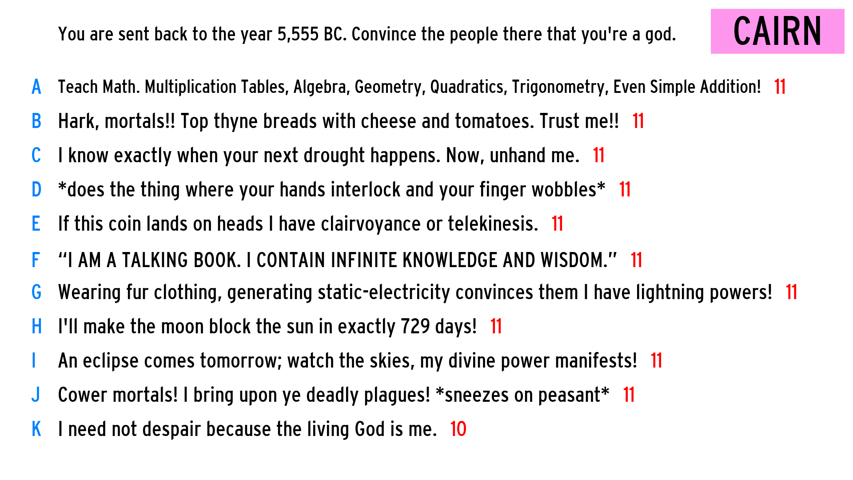 You are sent back to the year 5,555 BC. Convince the people there that you're a god.
CAIRN
A Teach Math. Multiplication Tables, Algebra, Geometry, Quadratics, Trigonometry, Even Simple Addition! 11
B Hark, mortals!! Top thyne breads with cheese and tomatoes. Trust me!! 11
C I know exactly when your next drought happens. Now, unhand me. 11
D *does the thing where your hands interlock and your finger wobbles* 11
E If this coin lands on heads I have clairvoyance or telekinesis. 11
F “I AM A TALKING BOOK. I CONTAIN INFINITE KNOWLEDGE AND WISDOM.” 11
G Wearing fur clothing, generating static-electricity convinces them I have lightning powers! 11
H I'll make the moon block the sun in exactly 729 days! 11
I An eclipse comes tomorrow; watch the skies, my divine power manifests! 11
J Cower mortals! I bring upon ye deadly plagues! *sneezes on peasant* 11
K I need not despair because the living God is me. 10